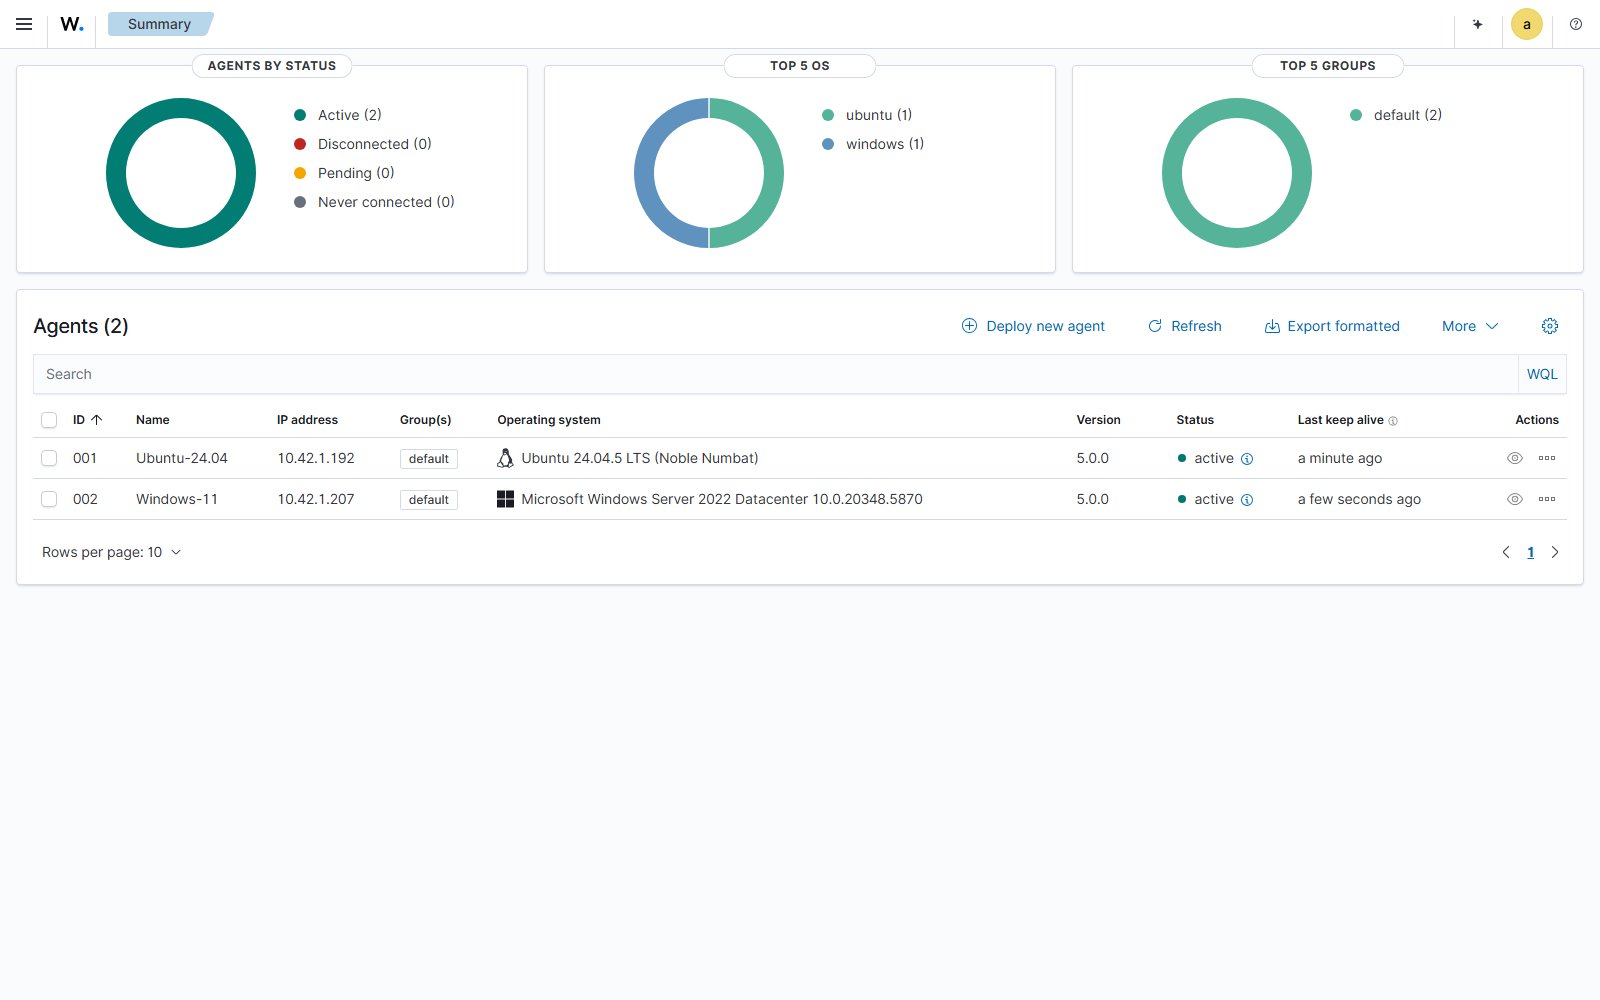 W. Summary a
AGENTS BY STATUS
Active (2)
Disconnected (0)
Pending (0)
Never connected (0)
TOP 5 OS
ubuntu (1)
windows (1)
TOP 5 GROUPS
default (2)
Agents (2) Deploy new agent Refresh Export formatted More
Search WQL
ID Name IP address Group(s) Operating system Version Status Last keep alive Actions
001 Ubuntu-24.04 10.42.1.192 default Ubuntu 24.04.5 LTS (Noble Numbat) 5.0.0 active a minute ago
002 Windows-11 10.42.1.207 default Microsoft Windows Server 2022 Datacenter 10.0.20348.5870 5.0.0 active a few seconds ago
Rows per page: 10 1